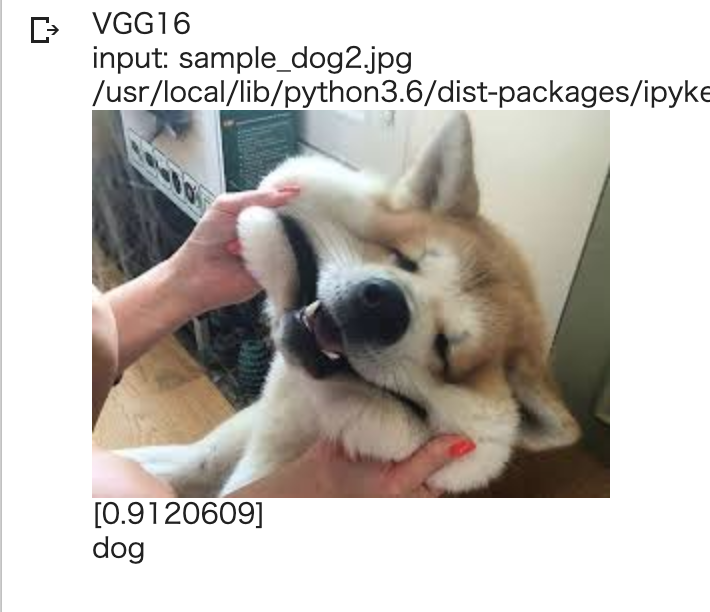 VGG16
input: sample_dog2.jpg
/usr/local/lib/python3.6/dist-packages/ipyke
[0.9120609]
dog